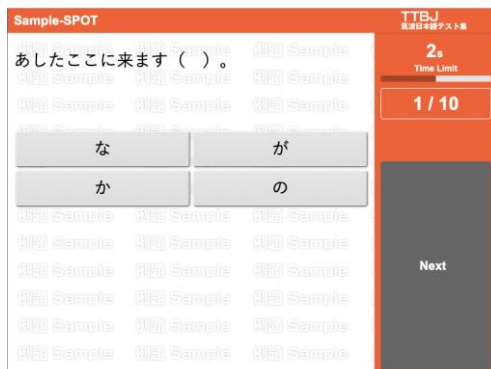 Sample-SPOT
TTBJ
筑波日本語テスト集
あしたここに来ます（　）。
2s
Time Limit
1 / 10
な
が
か
の
Next